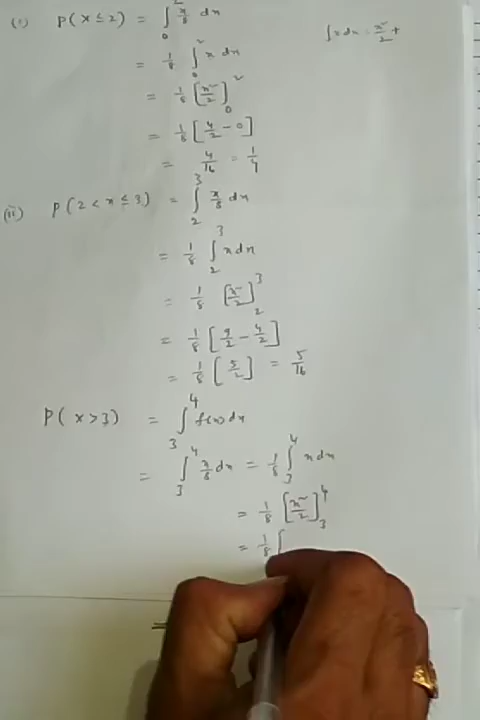 (i) P(x ≤ 2) = ∫₀² x/8 dx
∫x dx = x²/2 +
= 1/8 ∫₀² x dx
= 1/8 [x²/2]₀²
= 1/8 [4/2 - 0]
= 4/16 = 1/4
(ii) P(2 < x ≤ 3) = ∫₂³ x/8 dx
= 1/8 ∫₂³ x dx
= 1/8 [x²/2]₂³
= 1/8 [9/2 - 4/2]
= 1/8 [5/2] = 5/16
P(x > 3) = ∫₃⁴ f(x) dx
= ∫₃⁴ x/8 dx = 1/8 ∫₃⁴ x dx
= 1/8 [x²/2]₃⁴
= 1/8 [